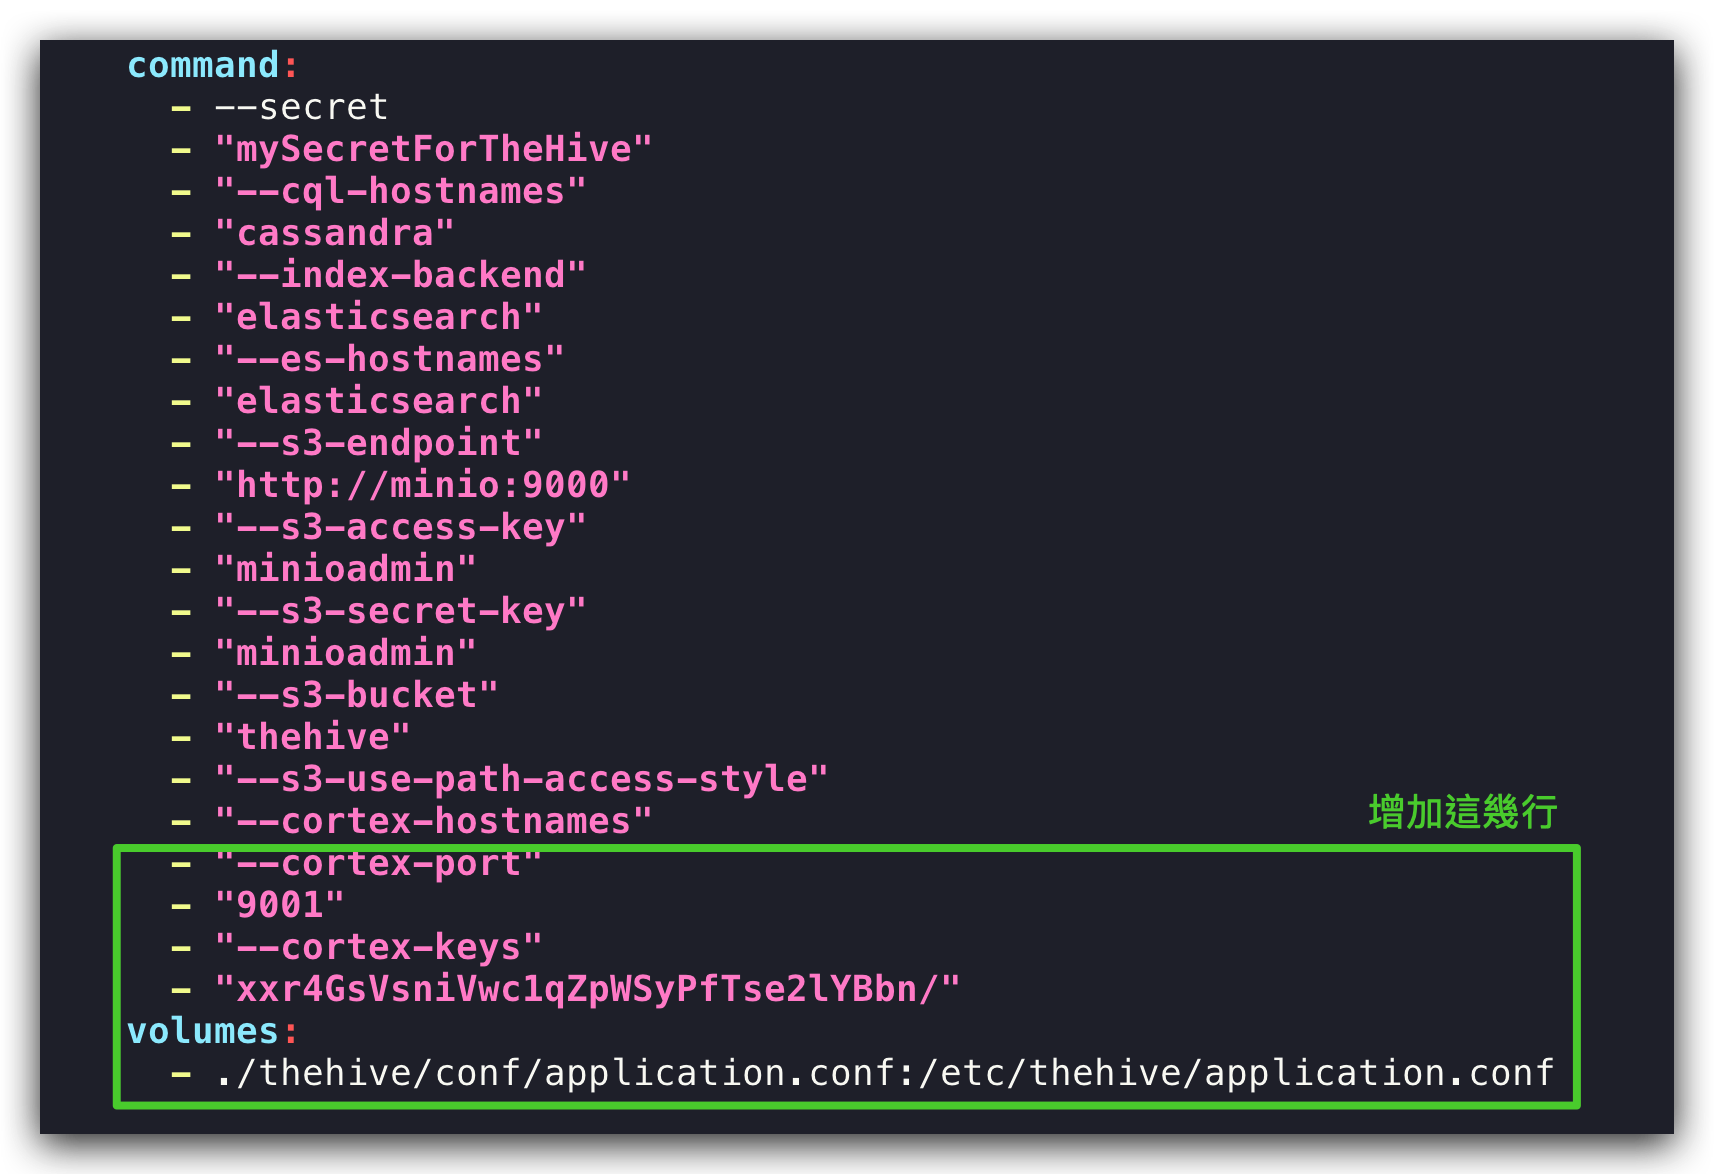 command:
- --secret
- "mySecretForTheHive"
- "--cql-hostnames"
- "cassandra"
- "--index-backend"
- "elasticsearch"
- "--es-hostnames"
- "elasticsearch"
- "--s3-endpoint"
- "http://minio:9000"
- "--s3-access-key"
- "minioadmin"
- "--s3-secret-key"
- "minioadmin"
- "--s3-bucket"
- "thehive"
- "--s3-use-path-access-style"
- "--cortex-hostnames"
增加這幾行
- "--cortex-port"
- "9001"
- "--cortex-keys"
- "xxr4GsVsniVwc1qZpWSyPfTse2lYBbn/"
volumes:
- ./thehive/conf/application.conf:/etc/thehive/application.conf